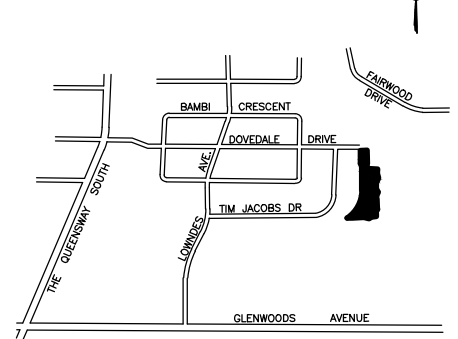 FAIRWOOD
DRIVE
BAMBI CRESCENT
DOVEDALE DRIVE
AVE.
THE QUEENSWAY SOUTH
TIM JACOBS DR
LOWNDES
GLENWOODS AVENUE
7